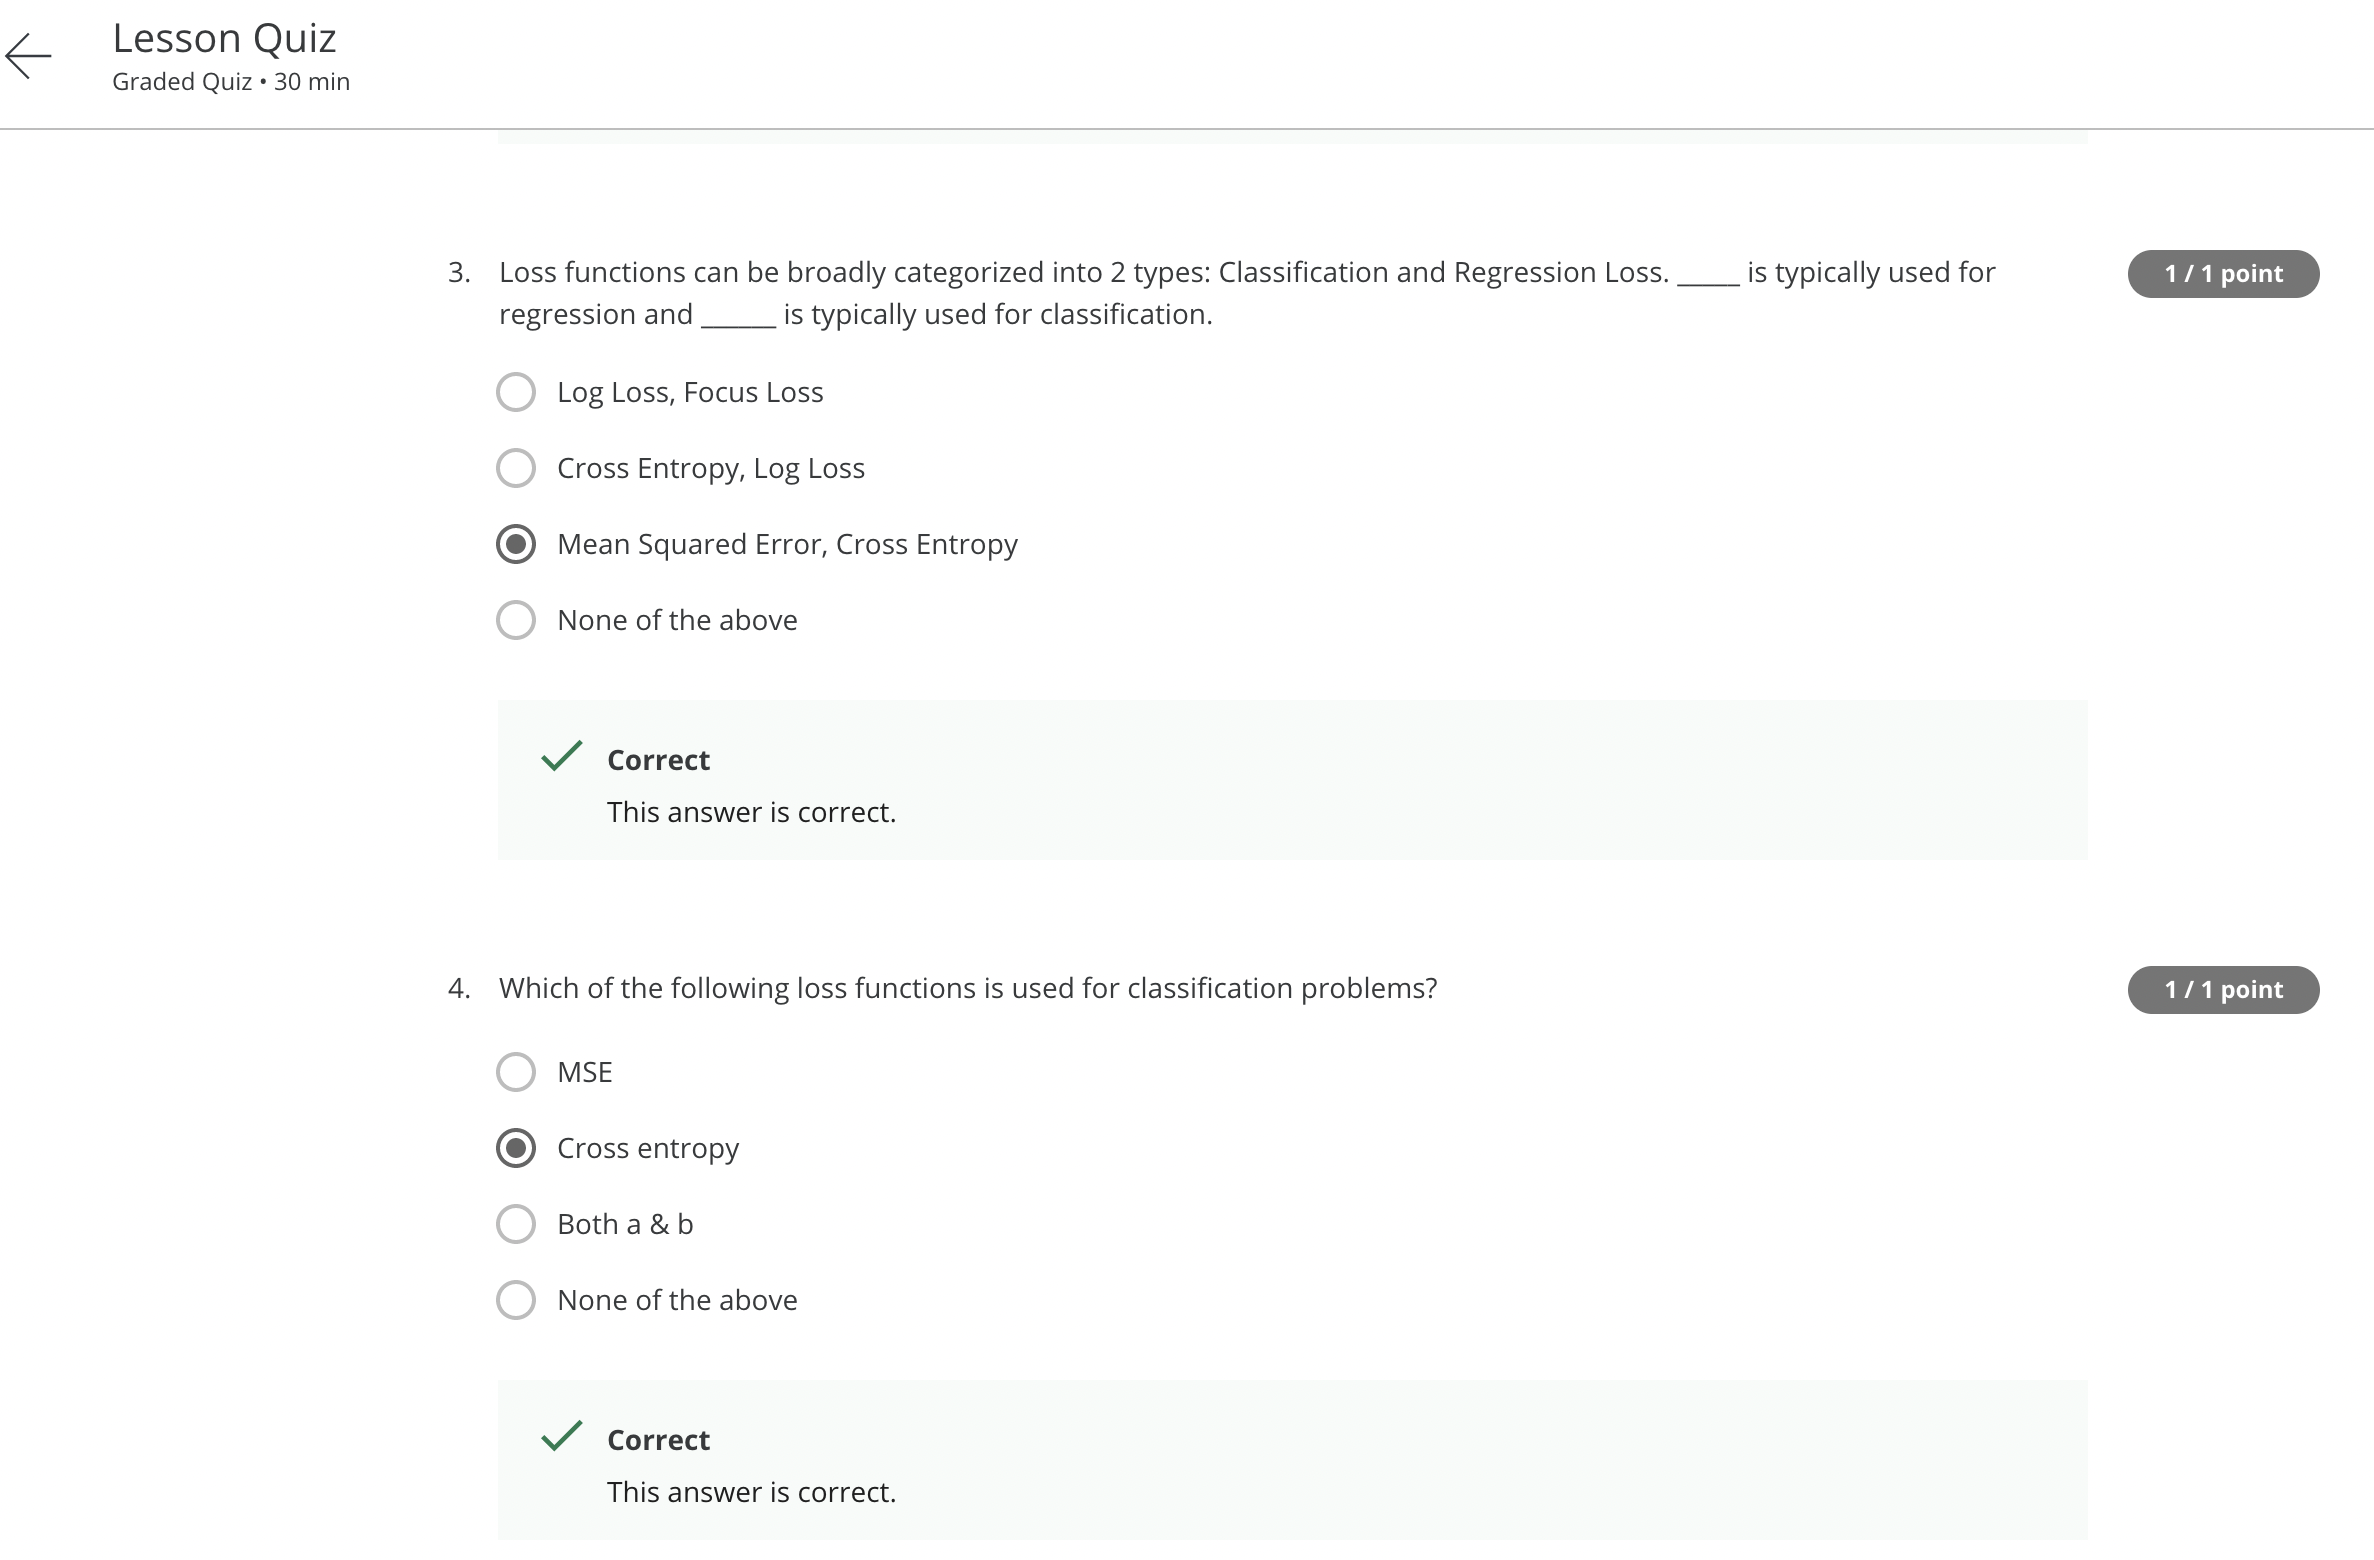 Lesson Quiz
Graded Quiz • 30 min
3. Loss functions can be broadly categorized into 2 types: Classification and Regression Loss. _____ is typically used for
regression and ______ is typically used for classification.
1 / 1 point
Log Loss, Focus Loss
Cross Entropy, Log Loss
Mean Squared Error, Cross Entropy
None of the above
Correct
This answer is correct.
4. Which of the following loss functions is used for classification problems?
1 / 1 point
MSE
Cross entropy
Both a & b
None of the above
Correct
This answer is correct.